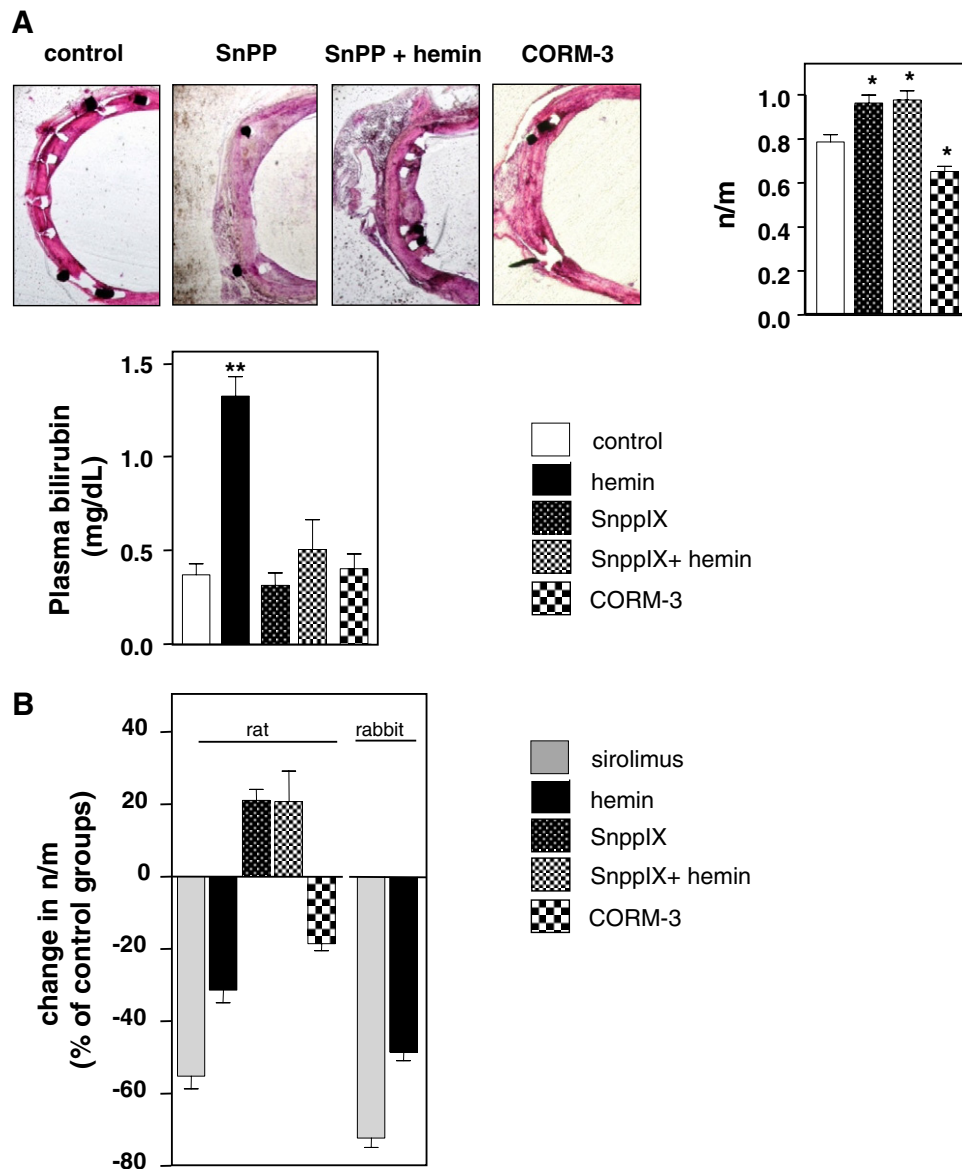 A
control SnPP SnPP + hemin CORM-3
n/m
1.0
0.8
0.6
0.4
0.2
0.0
* * *
Plasma bilirubin
(mg/dL)
1.5
1.0
0.5
0.0
**
control
hemin
SnppIX
SnppIX+ hemin
CORM-3
B
change in n/m
(% of control groups)
40
20
0
-20
-40
-60
-80
rat rabbit
sirolimus
hemin
SnppIX
SnppIX+ hemin
CORM-3